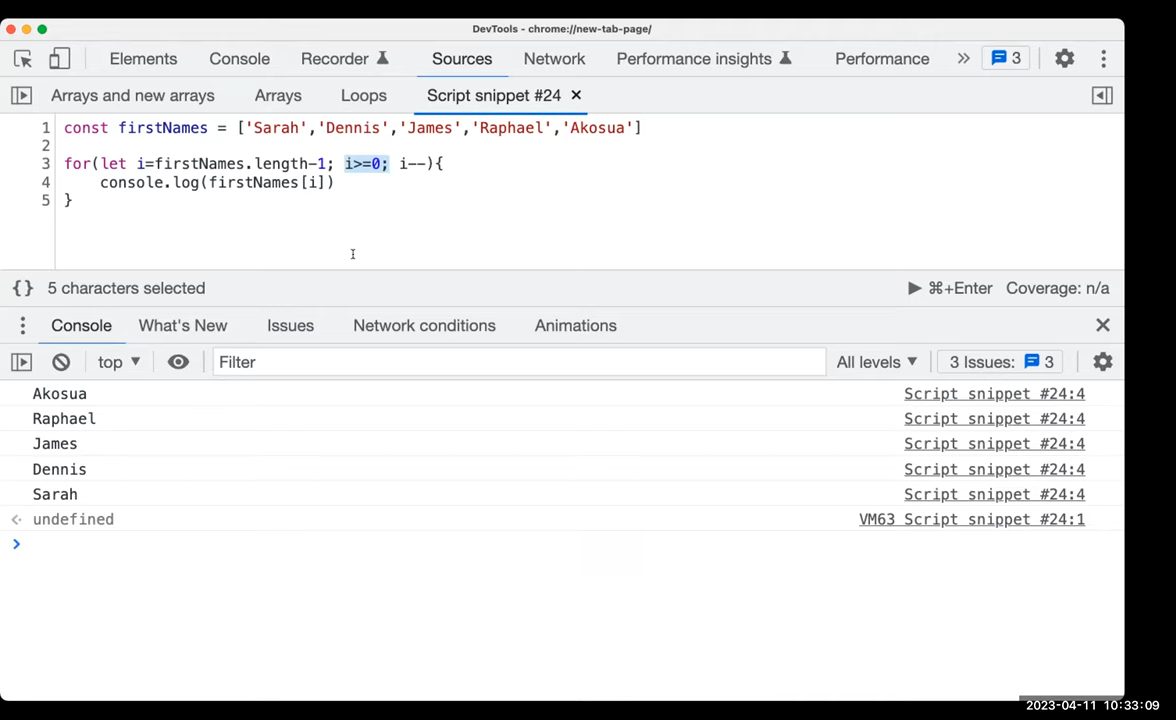 DevTools - chrome://new-tab-page/
Elements Console Recorder Sources Network Performance insights Performance » 3
Arrays and new arrays Arrays Loops Script snippet #24 ×
1 const firstNames = ['Sarah','Dennis','James','Raphael','Akosua']
2
3 for(let i=firstNames.length-1; i>=0; i--){
4 console.log(firstNames[i])
5 }
{} 5 characters selected ⌘+Enter Coverage: n/a
Console What's New Issues Network conditions Animations ×
top ▼ Filter All levels ▼ 3 Issues: 3
Akosua Script snippet #24:4
Raphael Script snippet #24:4
James Script snippet #24:4
Dennis Script snippet #24:4
Sarah Script snippet #24:4
undefined VM63 Script snippet #24:1
2023-04-11 10:33:09